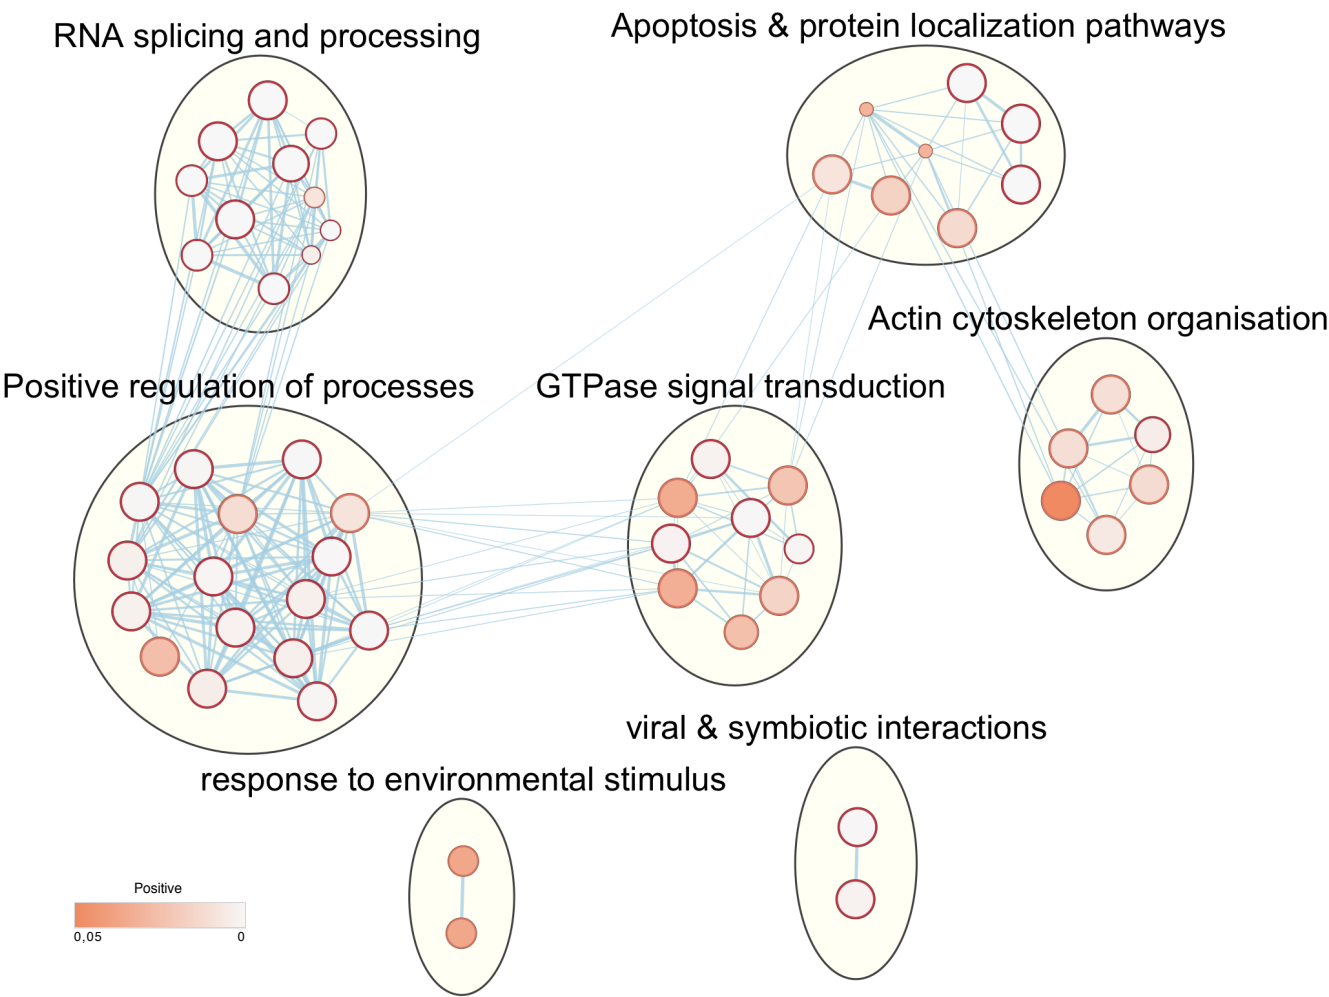 RNA splicing and processing
Apoptosis & protein localization pathways
Actin cytoskeleton organisation
Positive regulation of processes
GTPase signal transduction
viral & symbiotic interactions
response to environmental stimulus
Positive
0,05
0